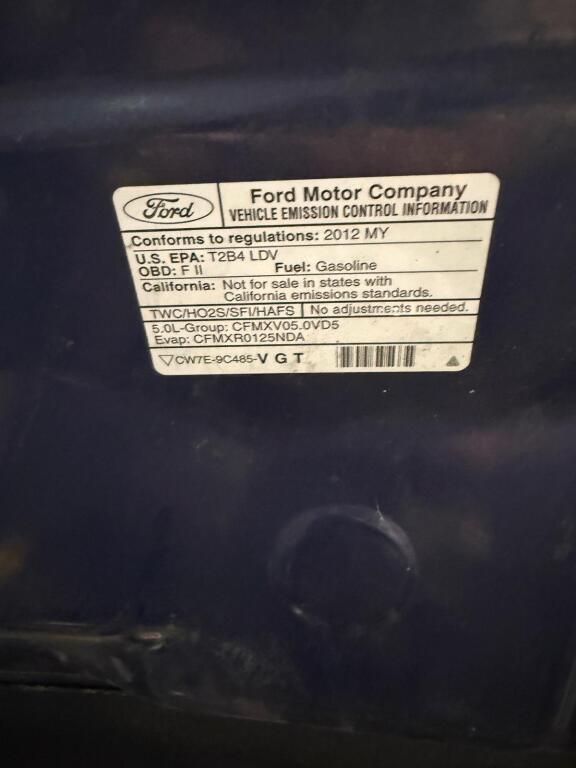 Ford
Ford Motor Company
VEHICLE EMISSION CONTROL INFORMATION
Conforms to regulations: 2012 MY
U.S. EPA: T2B4 LDV
OBD: F II Fuel: Gasoline
California: Not for sale in states with
California emissions standards.
TWC/HO2S/SFI/HAFS No adjustments needed.
5.0L-Group: CFMXV05.0VD5
Evap: CFMXR0125NDA
CW7E-9C485-V G T